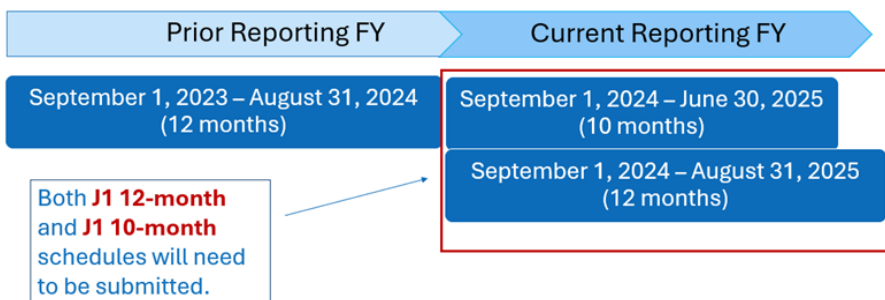 Prior Reporting FY
Current Reporting FY
September 1, 2023 – August 31, 2024
(12 months)
September 1, 2024 – June 30, 2025
(10 months)
September 1, 2024 – August 31, 2025
(12 months)
Both J1 12-month
and J1 10-month
schedules will need
to be submitted.